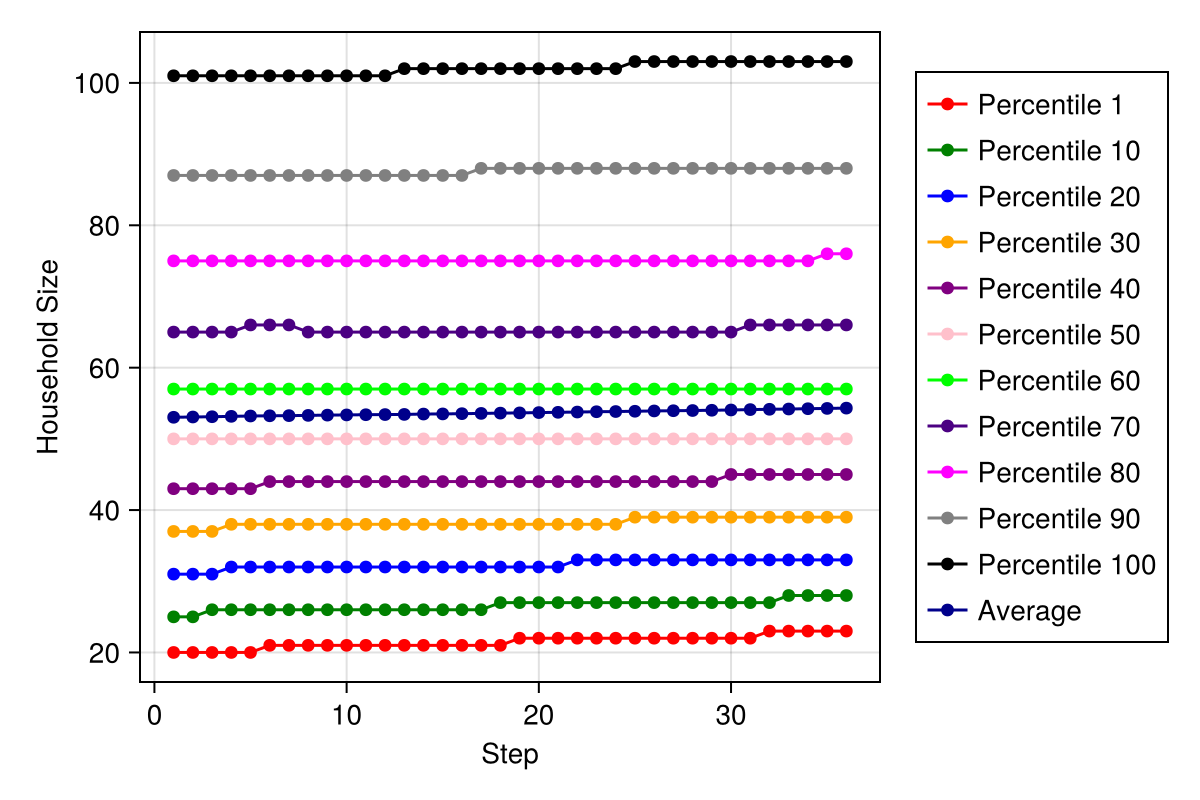 100
80
60
40
20
Household Size
0
10
20
30
Step
Percentile 1
Percentile 10
Percentile 20
Percentile 30
Percentile 40
Percentile 50
Percentile 60
Percentile 70
Percentile 80
Percentile 90
Percentile 100
Average